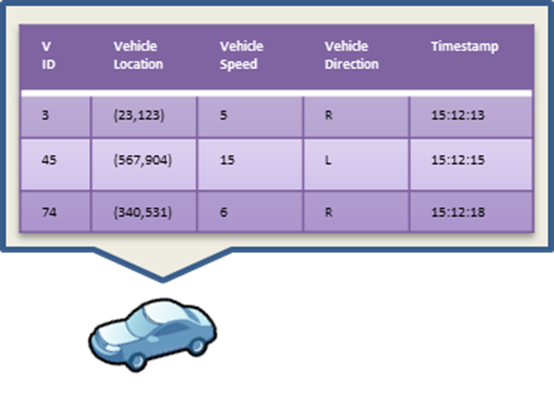 V ID Vehicle Location Vehicle Speed Vehicle Direction Timestamp
3 (23,123) 5 R 15:12:13
45 (567,904) 15 L 15:12:15
74 (340,531) 6 R 15:12:18